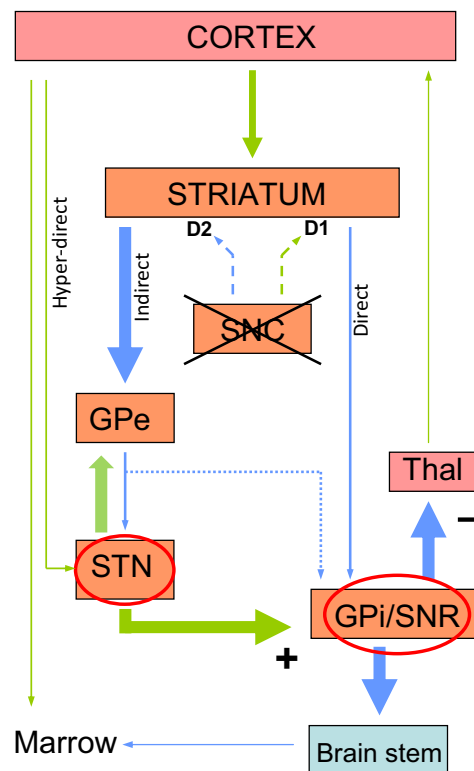 CORTEX
STRIATUM
D2
D1
Hyper-direct
Indirect
Direct
SNC
GPe
Thal
−
STN
GPi/SNR
+
Marrow
Brain stem